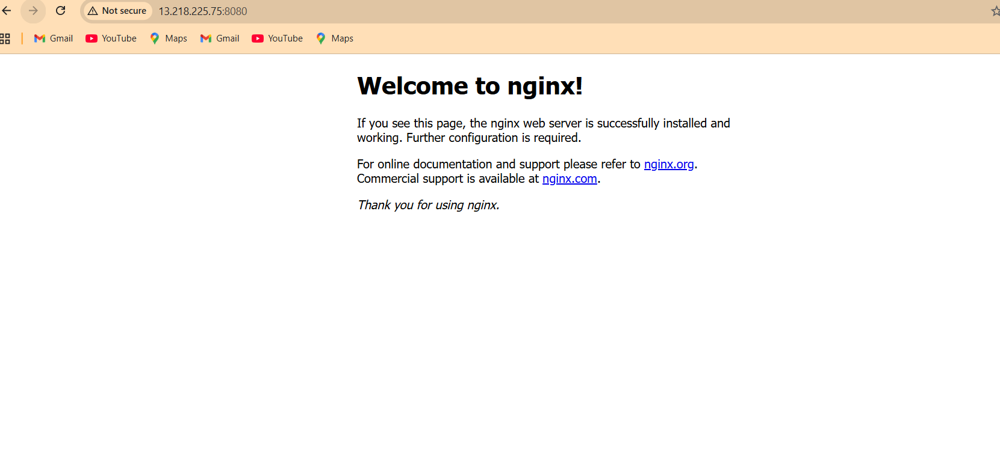 Not secure 13.218.225.75:8080
Gmail YouTube Maps Gmail YouTube Maps
Welcome to nginx!
If you see this page, the nginx web server is successfully installed and
working. Further configuration is required.
For online documentation and support please refer to nginx.org.
Commercial support is available at nginx.com.
Thank you for using nginx.